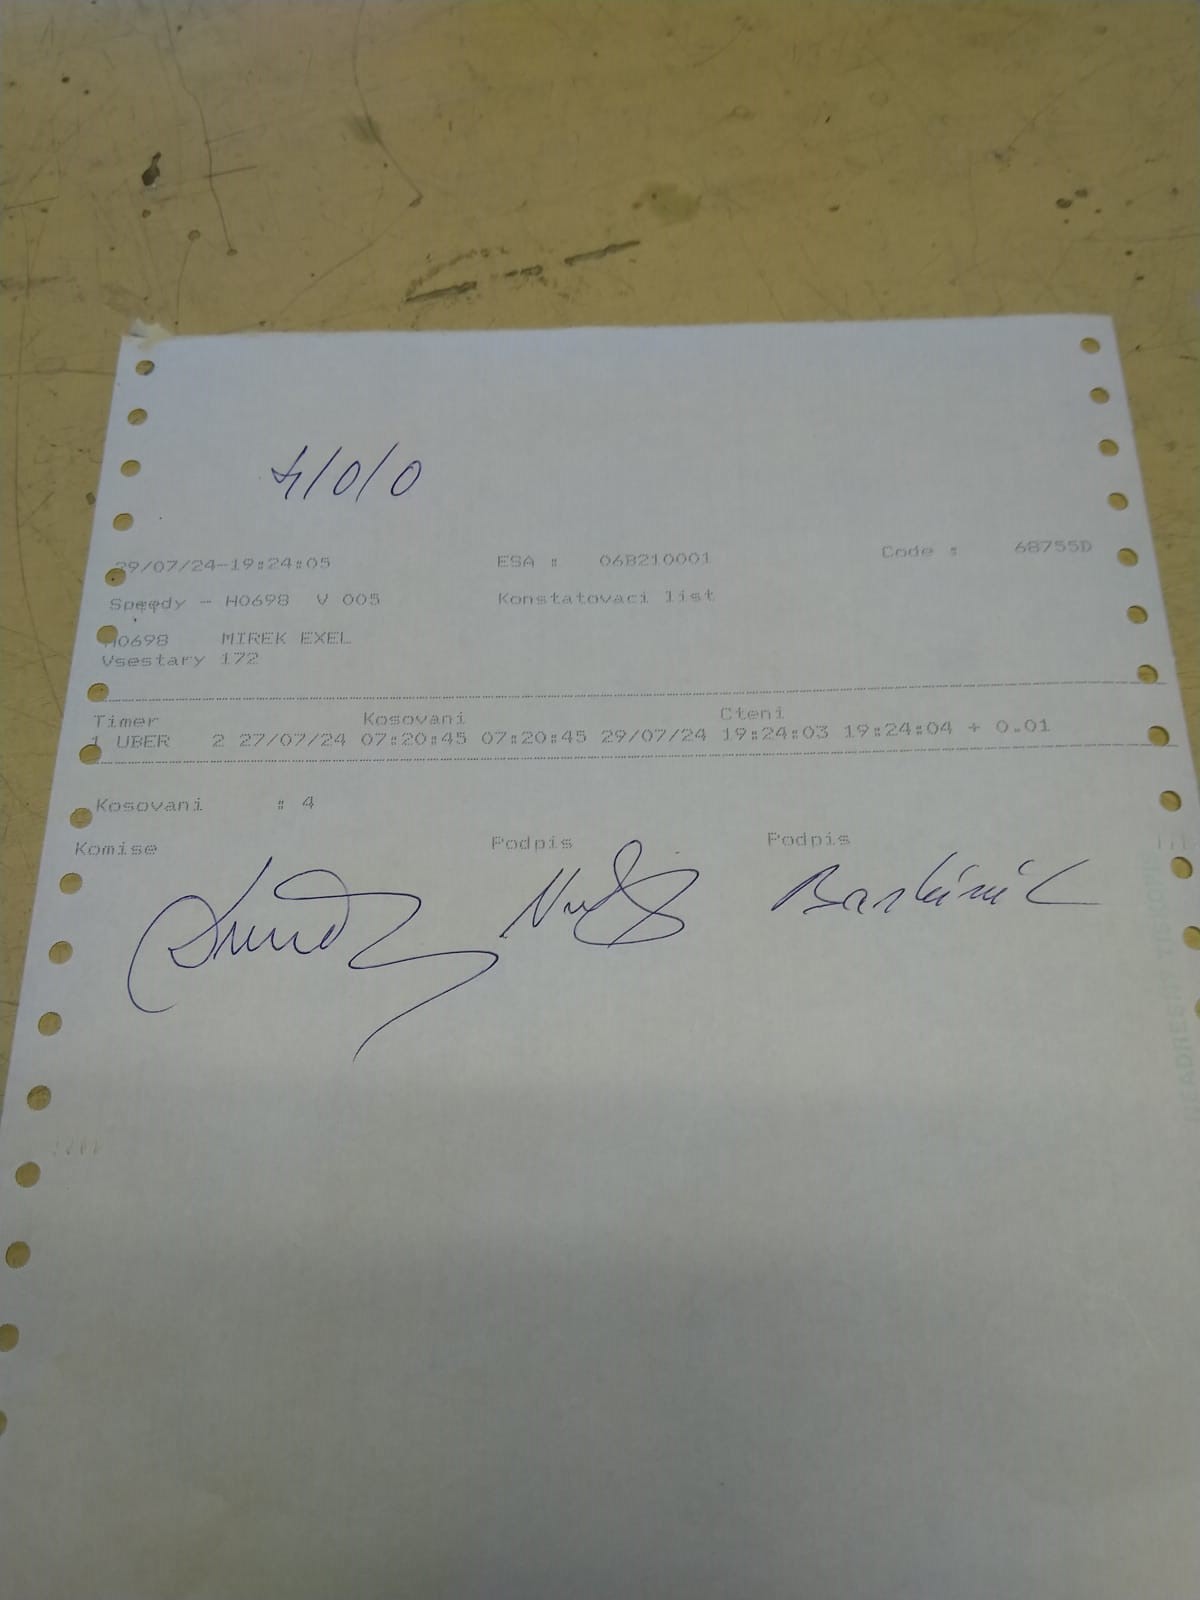 4/0/0
29/07/24-19:24:05 ESA : 06B210001 Code : 68755D
Speedy - H0698 V 005 Konstatovaci list
H0698 MIREK EXEL
Vsestary 172
Timer Kosovani Cteni
1 UBER 2 27/07/24 07:20:45 07:20:45 29/07/24 19:24:03 19:24:04 + 0.01
Kosovani : 4
Komise Podpis Podpis